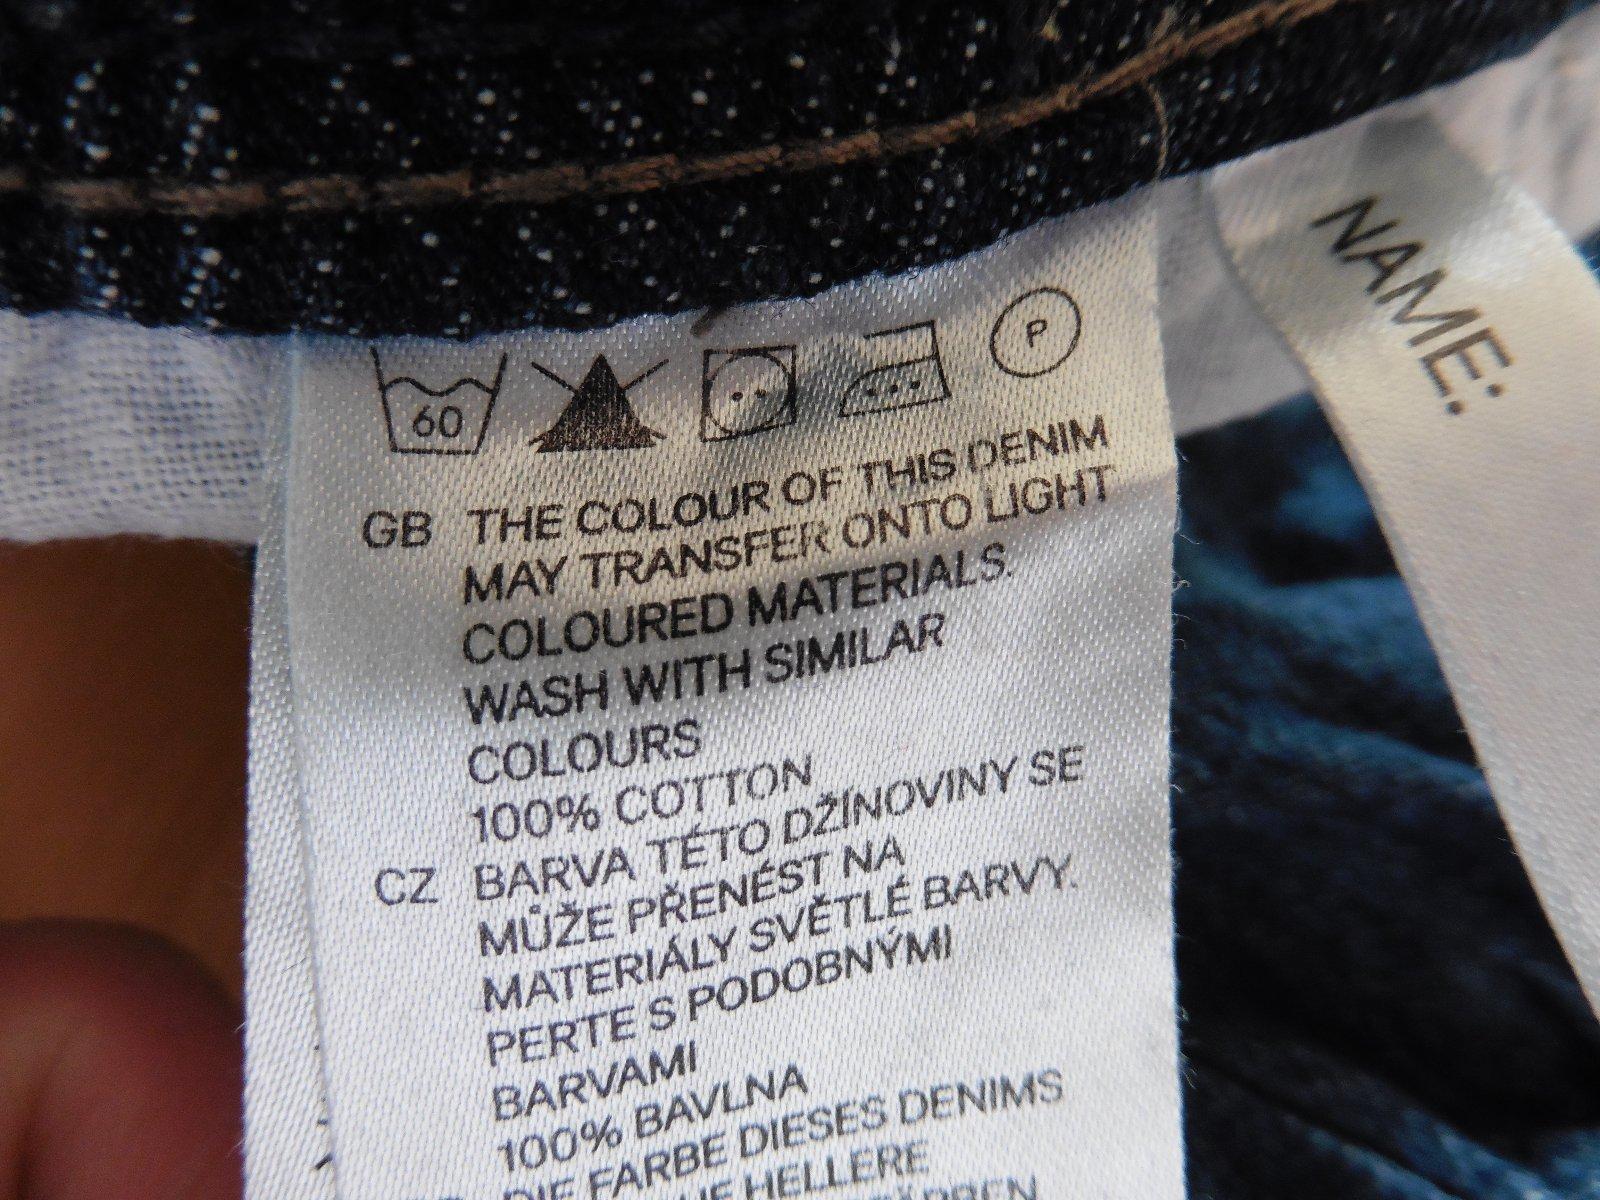 60
P
GB THE COLOUR OF THIS DENIM
MAY TRANSFER ONTO LIGHT
COLOURED MATERIALS.
WASH WITH SIMILAR
COLOURS
100% COTTON
CZ BARVA TÉTO DŽÍNOVINY SE
MŮŽE PŘENÉST NA
MATERIÁLY SVĚTLÉ BARVY.
PERTE S PODOBNÝMI
BARVAMI
100% BAVLNA
DIE FARBE DIESES DENIMS
HELLERE
NAME: